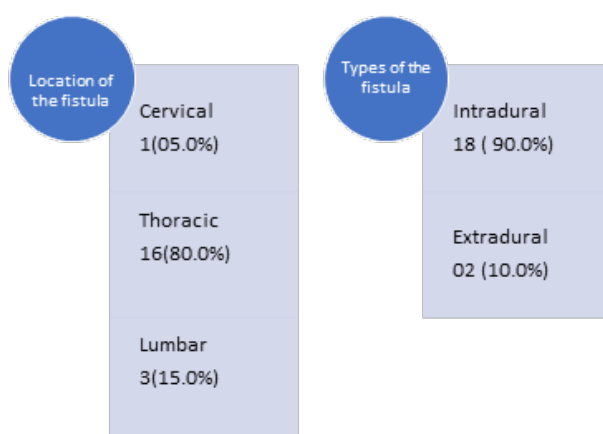 Location of
the fistula
Cervical
1(05.0%)
Thoracic
16(80.0%)
Lumbar
3(15.0%)
Types of the
fistula
Intradural
18 ( 90.0%)
Extradural
02 (10.0%)